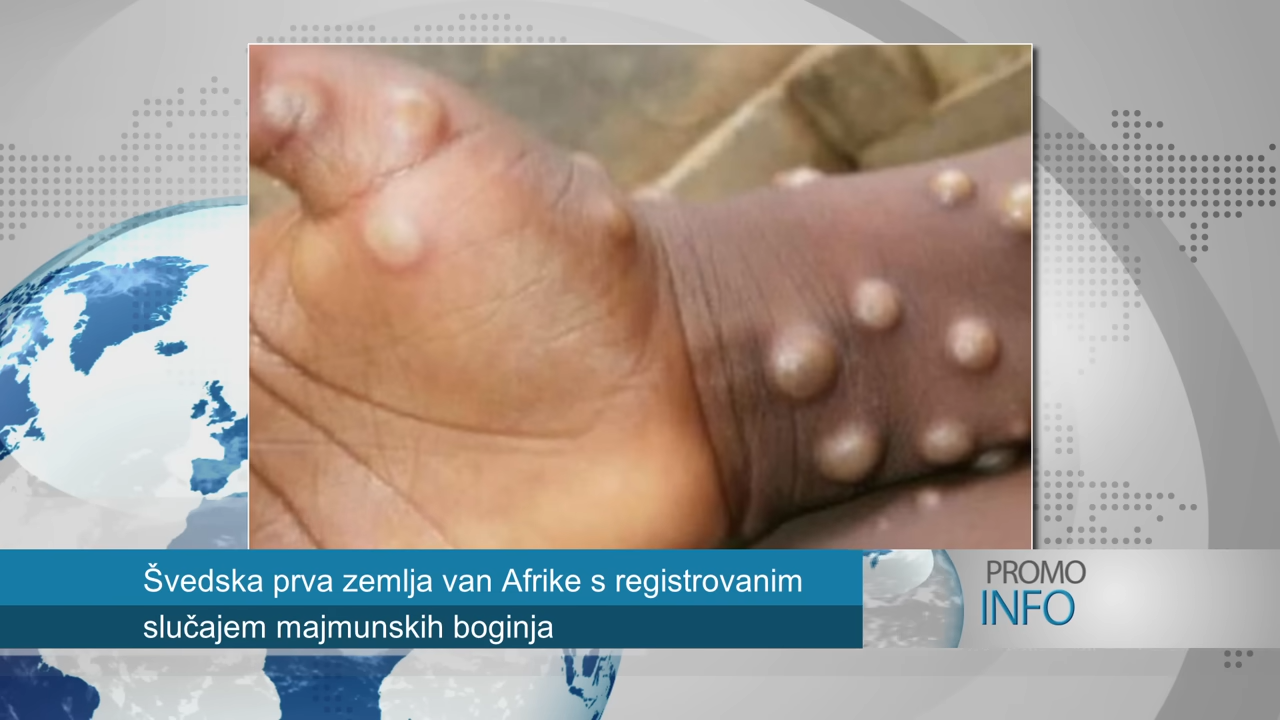 Švedska prva zemlja van Afrike s registrovanim
slučajem majmunskih boginja
PROMO
INFO